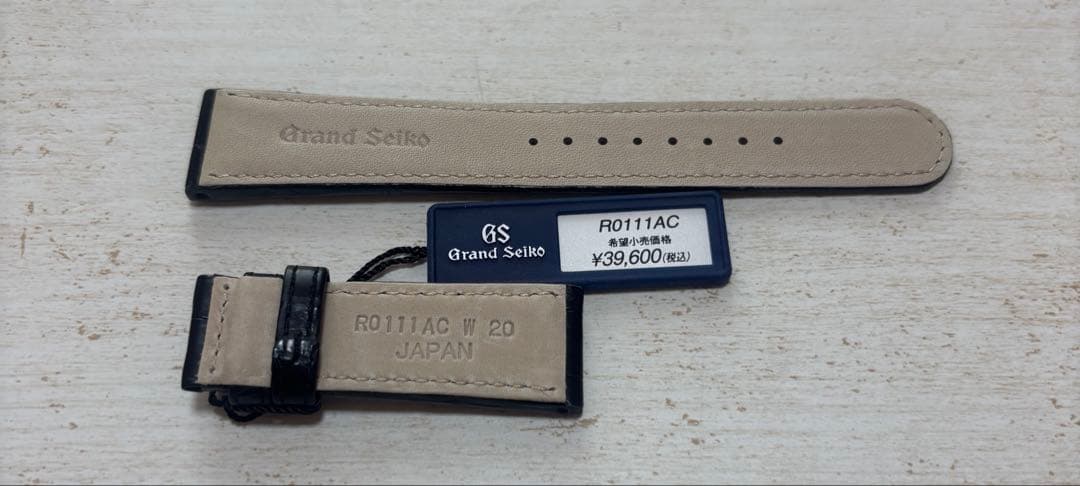 Grand Seiko
GS
Grand Seiko
R0111AC
希望小売価格
¥39,600(税込)
R0111AC W 20
JAPAN